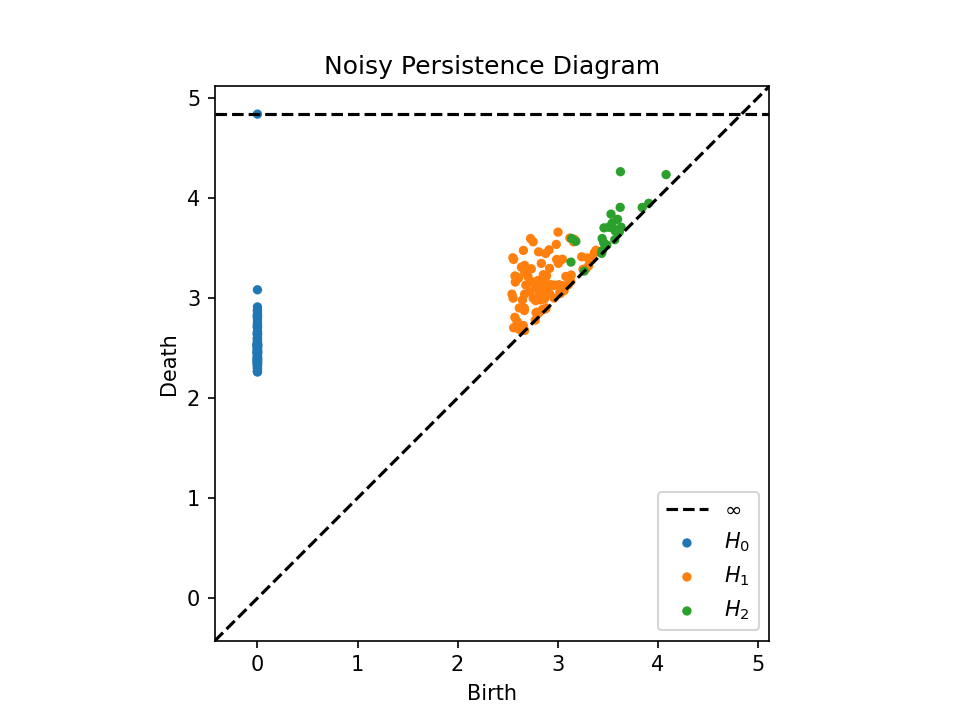 Noisy Persistence Diagram
Death
5
4
3
2
1
0
0 1 2 3 4 5
Birth
∞
H₀
H₁
H₂